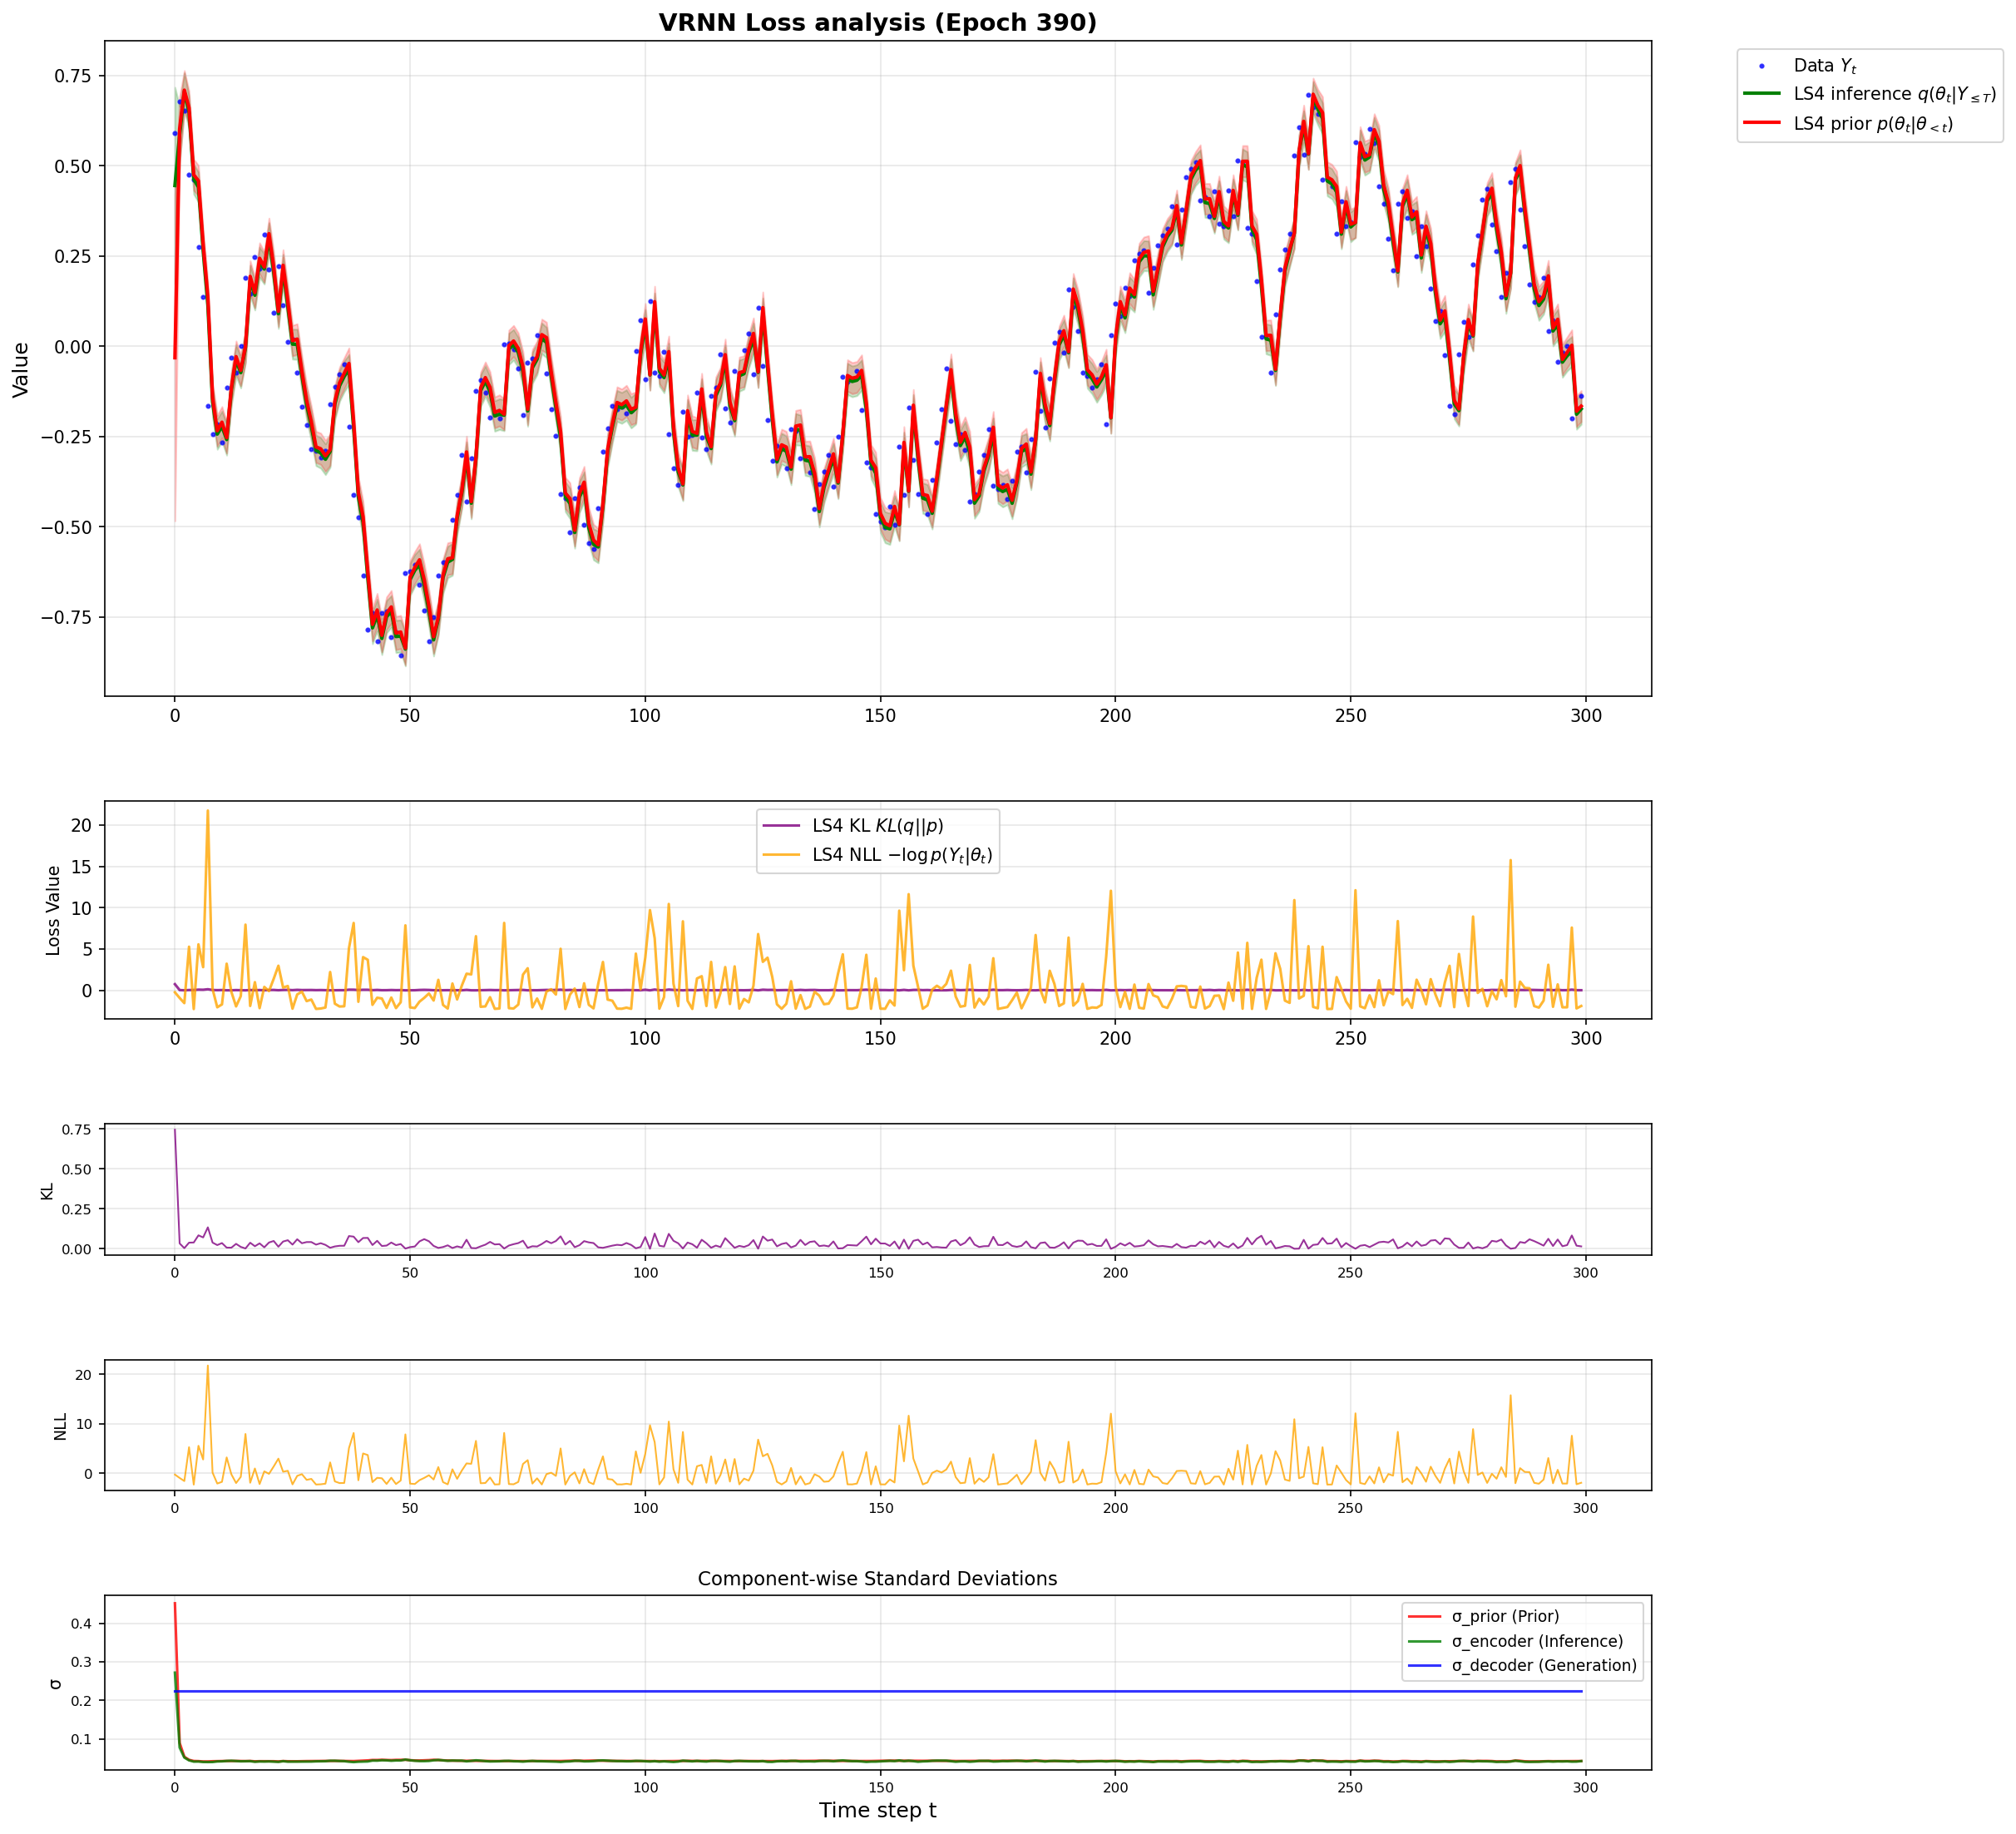 VRNN Loss analysis (Epoch 390)
Data $Y_t$
LS4 inference $q(\theta_t|Y_{\leq T})$
LS4 prior $p(\theta_t|\theta_{<t})$
Value
0.75
0.50
0.25
0.00
−0.25
−0.50
−0.75
0 50 100 150 200 250 300
LS4 KL $KL(q||p)$
LS4 NLL $-\log p(Y_t|\theta_t)$
Loss Value
20
15
10
5
0
0 50 100 150 200 250 300
KL
0.75
0.50
0.25
0.00
0 50 100 150 200 250 300
NLL
20
10
0
0 50 100 150 200 250 300
Component-wise Standard Deviations
σ_prior (Prior)
σ_encoder (Inference)
σ_decoder (Generation)
σ
0.4
0.3
0.2
0.1
0 50 100 150 200 250 300
Time step t